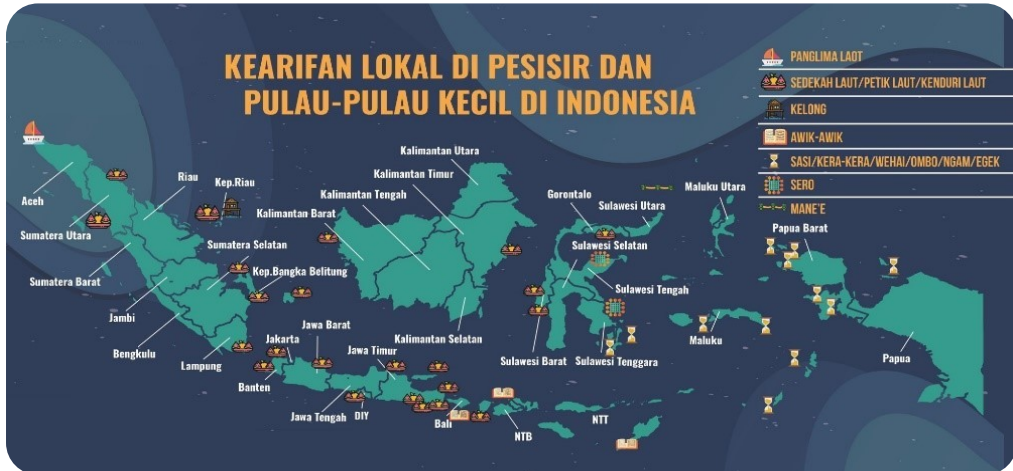 KEARIFAN LOKAL DI PESISIR DAN
PULAU-PULAU KECIL DI INDONESIA
PANGLIMA LAOT
SEDEKAH LAUT/PETIK LAUT/KENDURI LAUT
KELONG
AWIK-AWIK
SASI/KERA-KERA/WEHAI/OMBO/NGAM/EGEK
SERO
MANE'E
Aceh
Sumatera Utara
Sumatera Barat
Riau
Kep.Riau
Jambi
Bengkulu
Sumatera Selatan
Kep.Bangka Belitung
Lampung
Banten
Jakarta
Jawa Barat
Jawa Tengah
DIY
Jawa Timur
Bali
NTB
NTT
Kalimantan Barat
Kalimantan Tengah
Kalimantan Timur
Kalimantan Utara
Kalimantan Selatan
Gorontalo
Sulawesi Utara
Sulawesi Selatan
Sulawesi Tengah
Sulawesi Barat
Sulawesi Tenggara
Maluku Utara
Maluku
Papua Barat
Papua